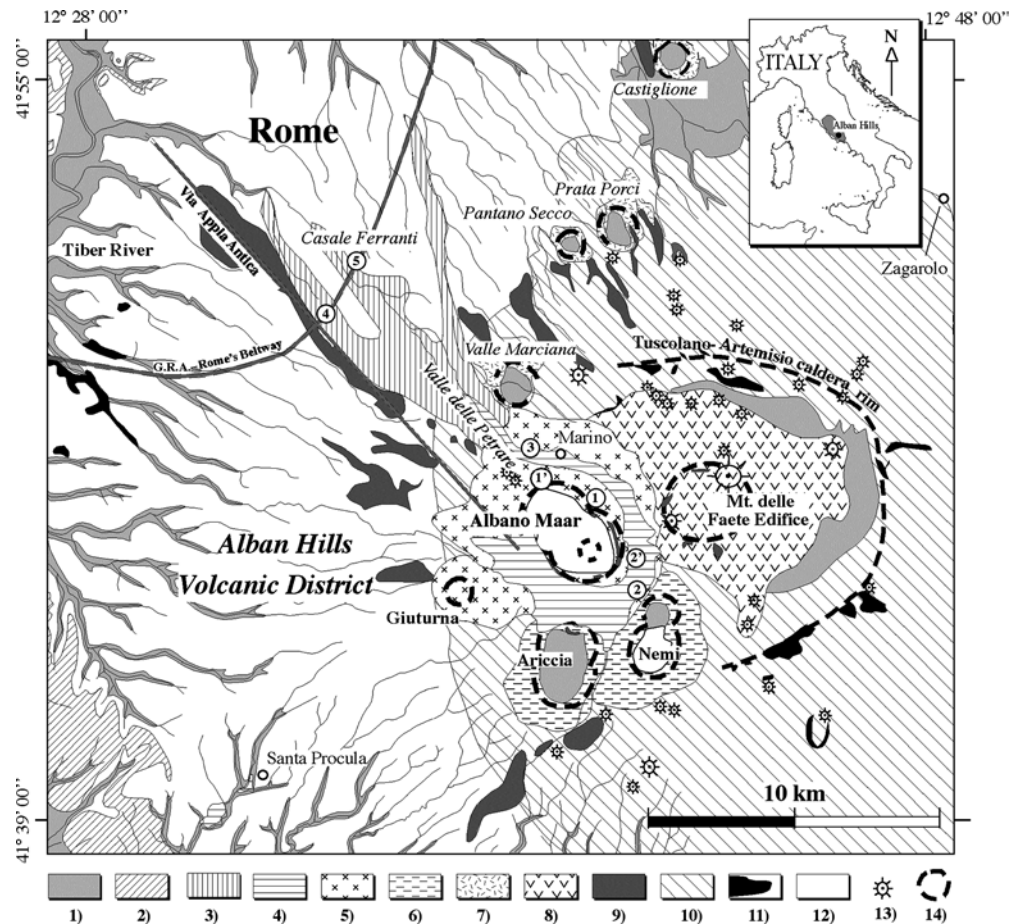 12° 28' 00''
12° 48' 00''
41° 55' 00''
41° 39' 00''
ITALY
N
Alban Hills
Castiglione
Rome
Prata Porci
Pantano Secco
Zagarolo
Via Appia Antica
Casale Ferranti
5
Tiber River
4
G.R.A.- Rome's Beltway
Valle Marciana
Tuscolano- Artemisio caldera rim
Valle delle Petrare
3
Marino
1'
1
Albano Maar
Mt. delle
Faete Edifice
Alban Hills
Volcanic District
2'
2
Giuturna
Ariccia
Nemi
Santa Procula
10 km
1) 2) 3) 4) 5) 6) 7) 8) 9) 10) 11) 12) 13) 14)